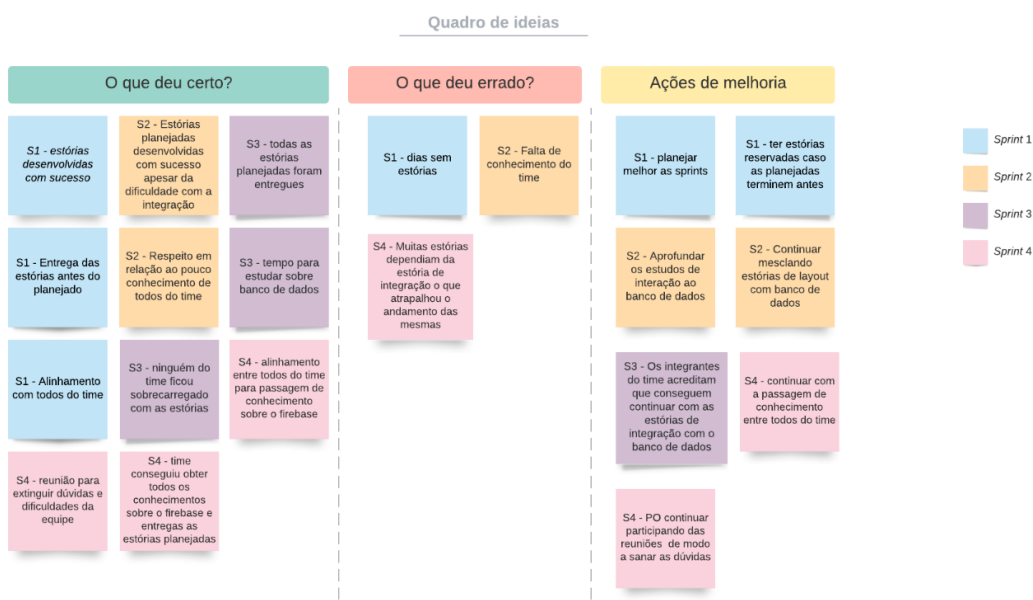 Quadro de ideias
O que deu certo?
S1 - estórias
desenvolvidas
com sucesso
S2 - Estórias
planejadas
desenvolvidas
com sucesso
apesar da
dificuldade com a
integração
S3 - todas as
estórias
planejadas foram
entregues
S1 - Entrega das
estórias antes do
planejado
S2 - Respeito em
relação ao pouco
conhecimento de
todos do time
S3 - tempo para
estudar sobre
banco de dados
S1 - Alinhamento
com todos do time
S3 - ninguém do
time ficou
sobrecarregado
com as estórias
S4 - alinhamento
entre todos do time
para passagem de
conhecimento
sobre o firebase
S4 - reunião para
extinguir dúvidas e
dificuldades da
equipe
S4 - time
conseguiu obter
todos os
conhecimentos
sobre o firebase e
entregas as
estórias planejadas
O que deu errado?
S1 - dias sem
estórias
S2 - Falta de
conhecimento do
time
S4 - Muitas estórias
dependiam da
estória de
integração o que
atrapalhou o
andamento das
mesmas
Ações de melhoria
S1 - planejar
melhor as sprints
S1 - ter estórias
reservadas caso
as planejadas
terminem antes
S2 - Aprofundar
os estudos de
interação ao
banco de dados
S2 - Continuar
mesclando
estórias de layout
com banco de
dados
S3 - Os integrantes
do time acreditam
que conseguem
continuar com as
estórias de
integração com o
banco de dados
S4 - continuar com
a passagem de
conhecimento
entre todos do time
S4 - PO continuar
participando das
reuniões de modo
a sanar as dúvidas
Sprint 1
Sprint 2
Sprint 3
Sprint 4